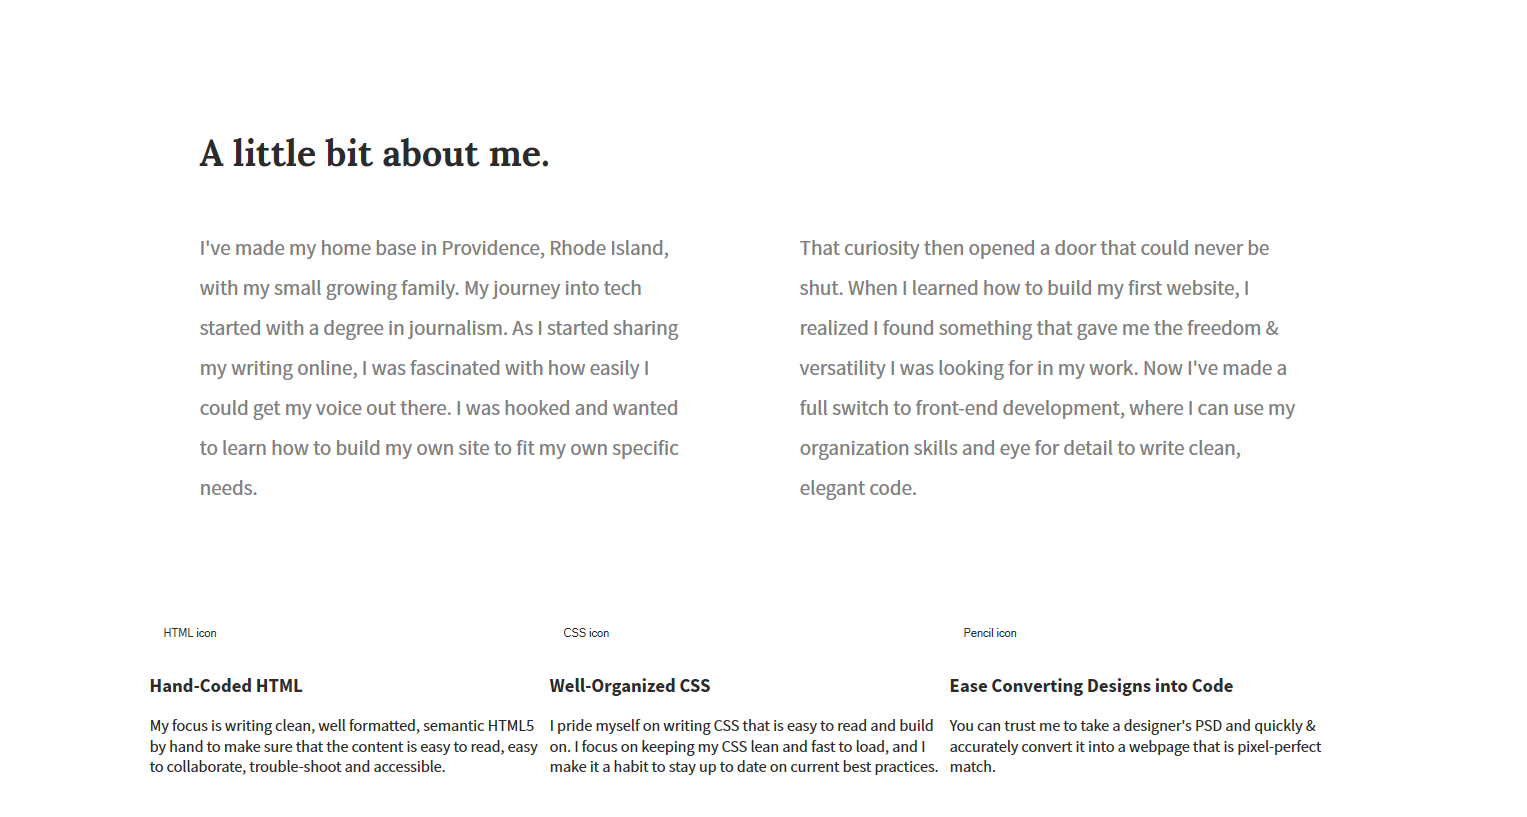 A little bit about me.
I've made my home base in Providence, Rhode Island,
with my small growing family. My journey into tech
started with a degree in journalism. As I started sharing
my writing online, I was fascinated with how easily I
could get my voice out there. I was hooked and wanted
to learn how to build my own site to fit my own specific
needs.
That curiosity then opened a door that could never be
shut. When I learned how to build my first website, I
realized I found something that gave me the freedom &
versatility I was looking for in my work. Now I've made a
full switch to front-end development, where I can use my
organization skills and eye for detail to write clean,
elegant code.
HTML icon
Hand-Coded HTML
My focus is writing clean, well formatted, semantic HTML5
by hand to make sure that the content is easy to read, easy
to collaborate, trouble-shoot and accessible.
CSS icon
Well-Organized CSS
I pride myself on writing CSS that is easy to read and build
on. I focus on keeping my CSS lean and fast to load, and I
make it a habit to stay up to date on current best practices.
Pencil icon
Ease Converting Designs into Code
You can trust me to take a designer's PSD and quickly &
accurately convert it into a webpage that is pixel-perfect
match.